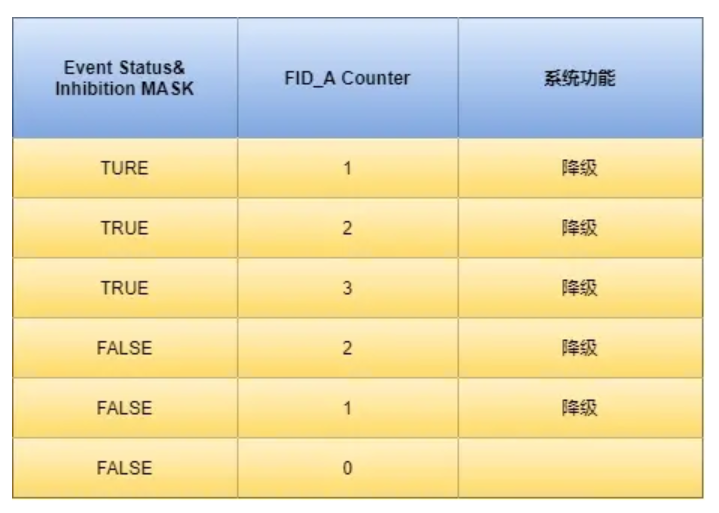 Event Status&
Inhibition MASK
FID_A Counter
系统功能
TURE
1
降级
TRUE
2
降级
TRUE
3
降级
FALSE
2
降级
FALSE
1
降级
FALSE
0